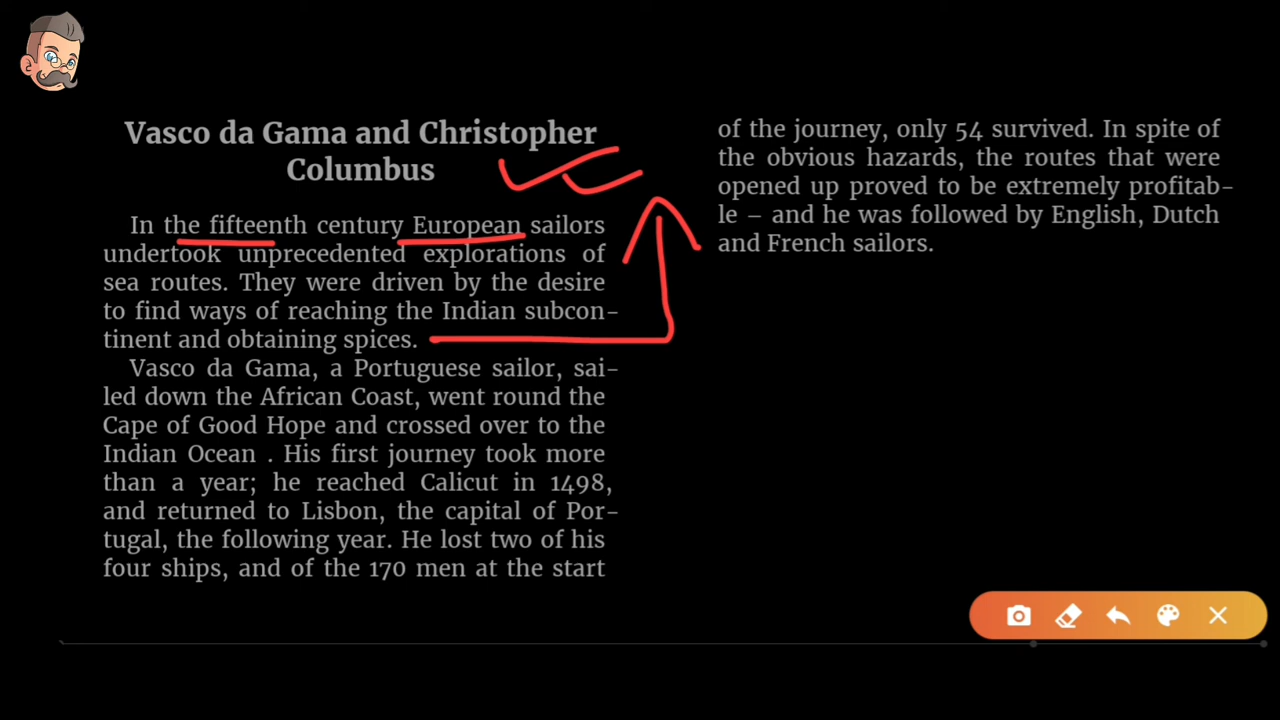 Vasco da Gama and Christopher
Columbus
In the fifteenth century European sailors
undertook unprecedented explorations of
sea routes. They were driven by the desire
to find ways of reaching the Indian subcon-
tinent and obtaining spices.
Vasco da Gama, a Portuguese sailor, sai-
led down the African Coast, went round the
Cape of Good Hope and crossed over to the
Indian Ocean . His first journey took more
than a year; he reached Calicut in 1498,
and returned to Lisbon, the capital of Por-
tugal, the following year. He lost two of his
four ships, and of the 170 men at the start
of the journey, only 54 survived. In spite of
the obvious hazards, the routes that were
opened up proved to be extremely profitab-
le – and he was followed by English, Dutch
and French sailors.